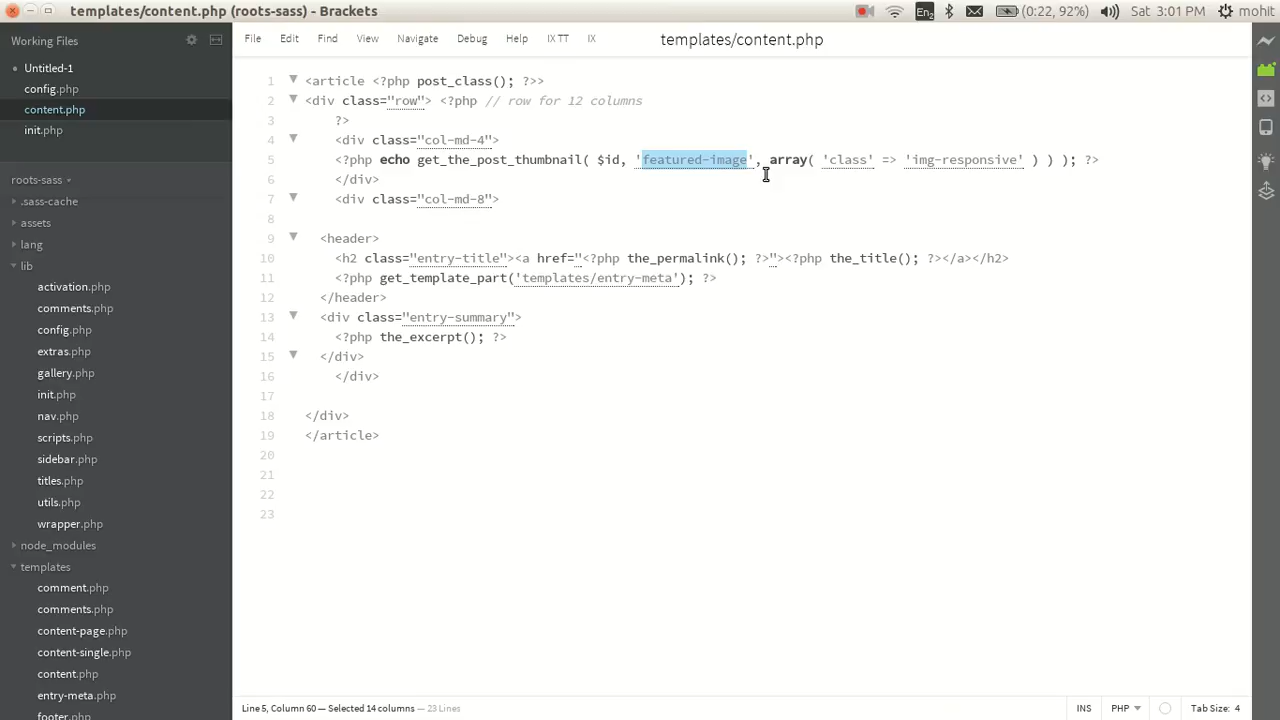 templates/content.php (roots-sass) - Brackets
En2
(0:22, 92%)
Sat 3:01 PM
mohit
Working Files
Untitled-1
config.php
content.php
init.php
roots-sass
.sass-cache
assets
lang
lib
activation.php
comments.php
config.php
extras.php
gallery.php
init.php
nav.php
scripts.php
sidebar.php
titles.php
utils.php
wrapper.php
node_modules
templates
comment.php
comments.php
content-page.php
content-single.php
content.php
entry-meta.php
footer.php
File Edit Find View Navigate Debug Help IX TT IX
templates/content.php
1 <article <?php post_class(); ?>>
2 <div class="row"> <?php // row for 12 columns
3 ?>
4 <div class="col-md-4">
5 <?php echo get_the_post_thumbnail( $id, 'featured-image', array( 'class' => 'img-responsive' ) ) ); ?>
6 </div>
7 <div class="col-md-8">
8
9 <header>
10 <h2 class="entry-title"><a href="<?php the_permalink(); ?>"><?php the_title(); ?></a></h2>
11 <?php get_template_part('templates/entry-meta'); ?>
12 </header>
13 <div class="entry-summary">
14 <?php the_excerpt(); ?>
15 </div>
16 </div>
17
18 </div>
19 </article>
20
21
22
23
Line 5, Column 60 — Selected 14 columns — 23 Lines
INS
PHP
Tab Size: 4